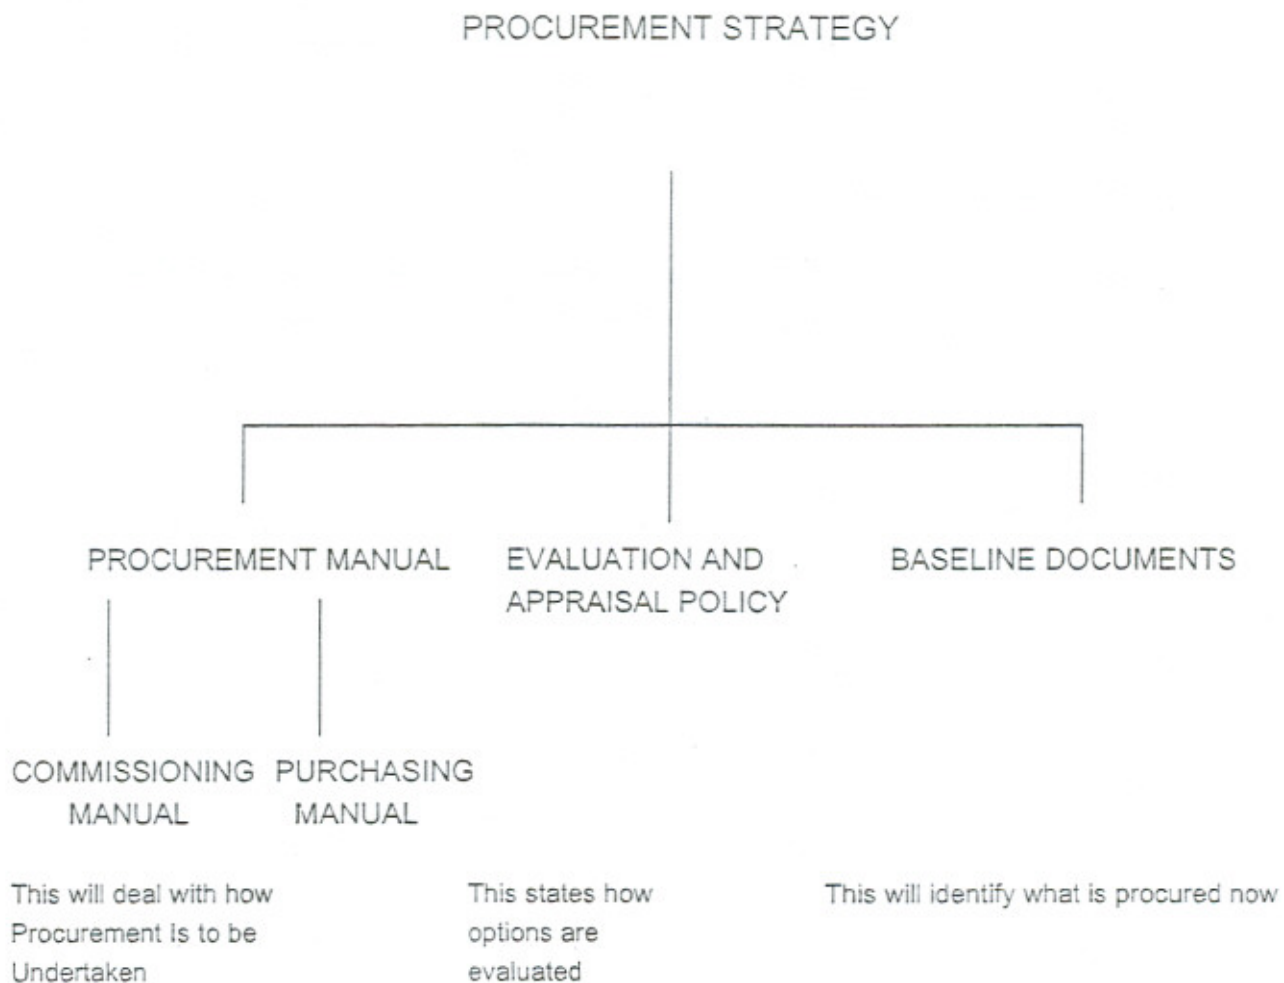 PROCUREMENT STRATEGY
PROCUREMENT MANUAL
EVALUATION AND
APPRAISAL POLICY
BASELINE DOCUMENTS
COMMISSIONING
MANUAL
PURCHASING
MANUAL
This will deal with how
Procurement is to be
Undertaken
This states how
options are
evaluated
This will identify what is procured now